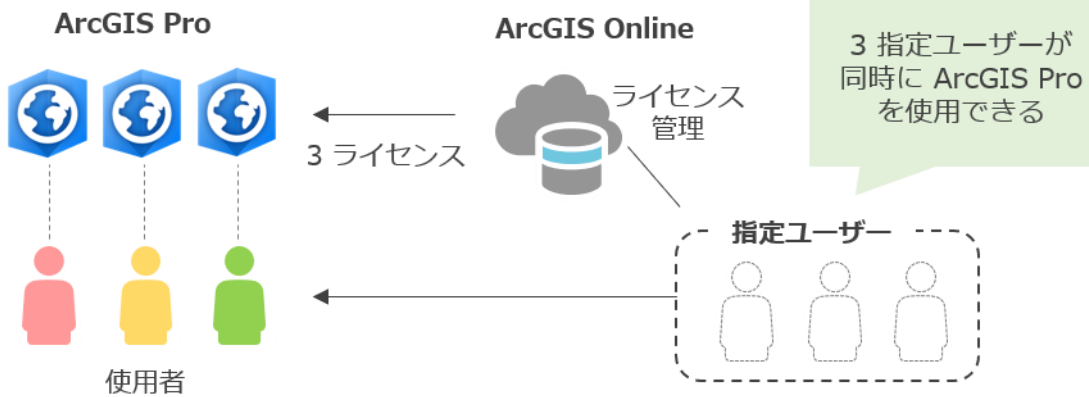 ArcGIS Pro
ArcGIS Online
3 指定ユーザーが
同時に ArcGIS Pro
を使用できる
ライセンス
管理
3 ライセンス
指定ユーザー
使用者